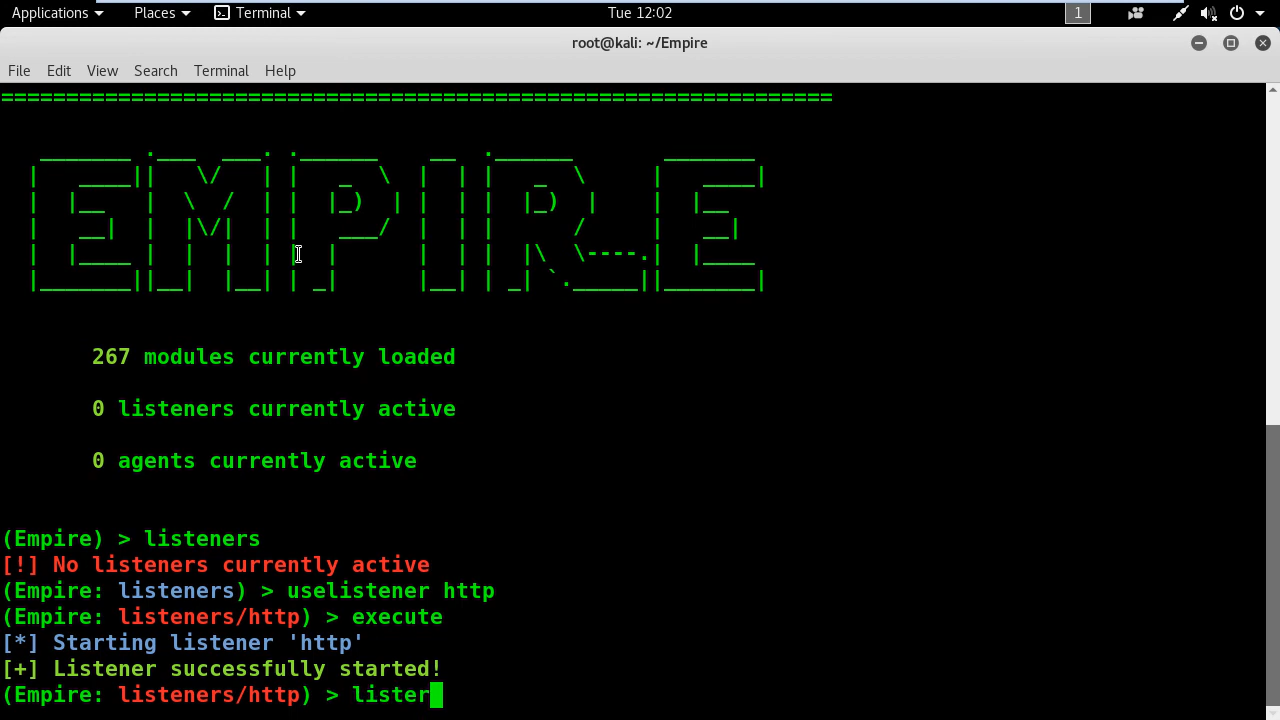 Applications Places Terminal Tue 12:02 1
root@kali: ~/Empire
File Edit View Search Terminal Help
================================================================
EMPIRE
267 modules currently loaded
0 listeners currently active
0 agents currently active
(Empire) > listeners
[!] No listeners currently active
(Empire: listeners) > uselistener http
(Empire: listeners/http) > execute
[*] Starting listener 'http'
[+] Listener successfully started!
(Empire: listeners/http) > lister